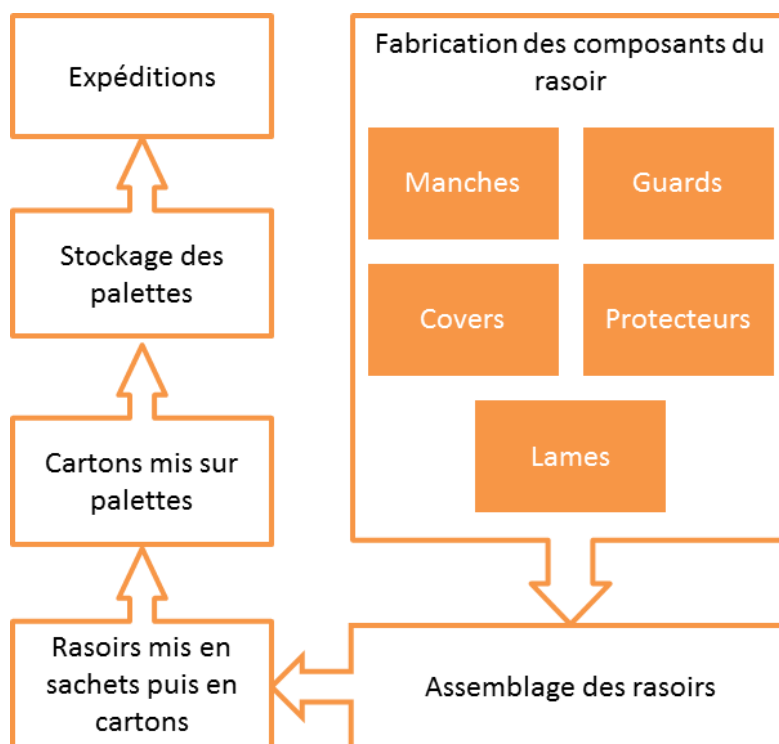 Expéditions
Stockage des
palettes
Cartons mis sur
palettes
Rasoirs mis en
sachets puis en
cartons
Fabrication des composants du
rasoir
Manches
Guards
Covers
Protecteurs
Lames
Assemblage des rasoirs